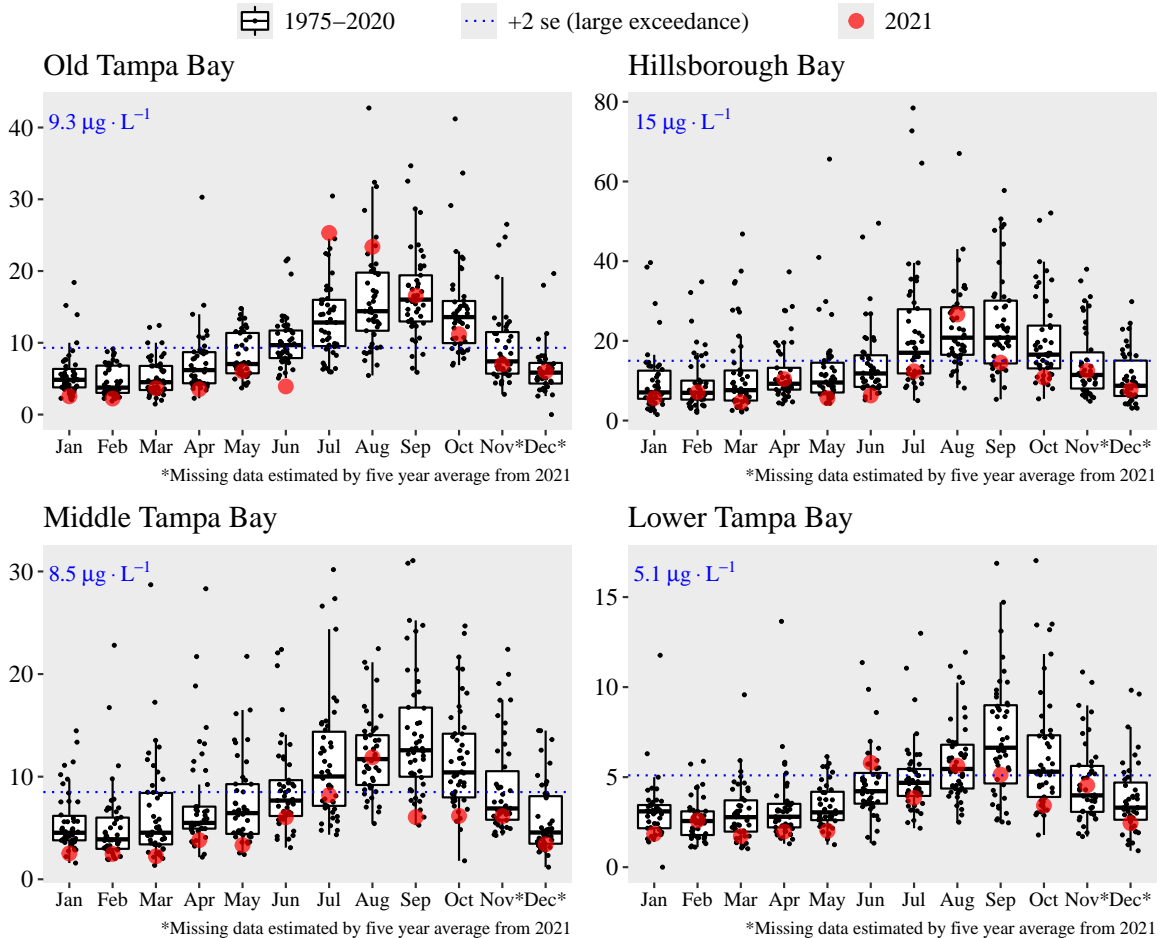 1975−2020 +2 se (large exceedance) 2021
Old Tampa Bay
9.3 μg · L⁻¹
40
30
20
10
0
Jan Feb Mar Apr May Jun Jul Aug Sep Oct Nov* Dec*
*Missing data estimated by five year average from 2021
Hillsborough Bay
15 μg · L⁻¹
80
60
40
20
0
Jan Feb Mar Apr May Jun Jul Aug Sep Oct Nov* Dec*
*Missing data estimated by five year average from 2021
Middle Tampa Bay
8.5 μg · L⁻¹
30
20
10
0
Jan Feb Mar Apr May Jun Jul Aug Sep Oct Nov* Dec*
*Missing data estimated by five year average from 2021
Lower Tampa Bay
5.1 μg · L⁻¹
15
10
5
0
Jan Feb Mar Apr May Jun Jul Aug Sep Oct Nov* Dec*
*Missing data estimated by five year average from 2021